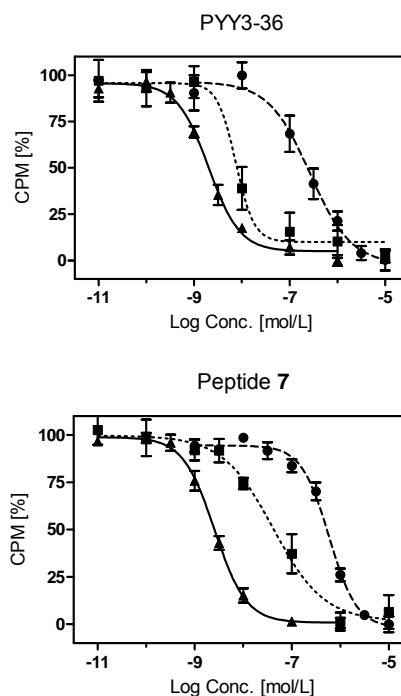 PYY3-36
CPM [%]
100
75
50
25
0
-11 -9 -7 -5
Log Conc. [mol/L]
Peptide 7
CPM [%]
100
75
50
25
0
-11 -9 -7 -5
Log Conc. [mol/L]